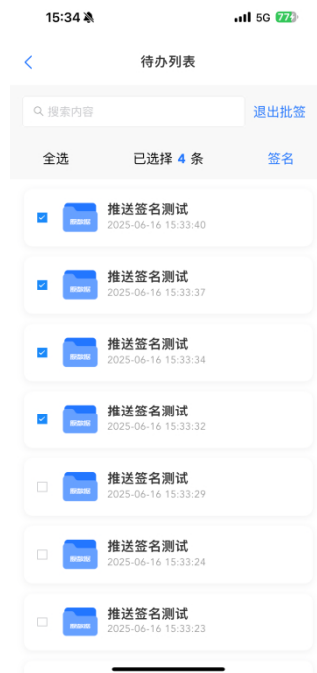 15:34
5G
77
待办列表
搜索内容
退出批签
全选
已选择 4 条
签名
推送签名测试
2025-06-16 15:33:40
推送签名测试
2025-06-16 15:33:37
推送签名测试
2025-06-16 15:33:34
推送签名测试
2025-06-16 15:33:32
推送签名测试
2025-06-16 15:33:29
推送签名测试
2025-06-16 15:33:24
推送签名测试
2025-06-16 15:33:23